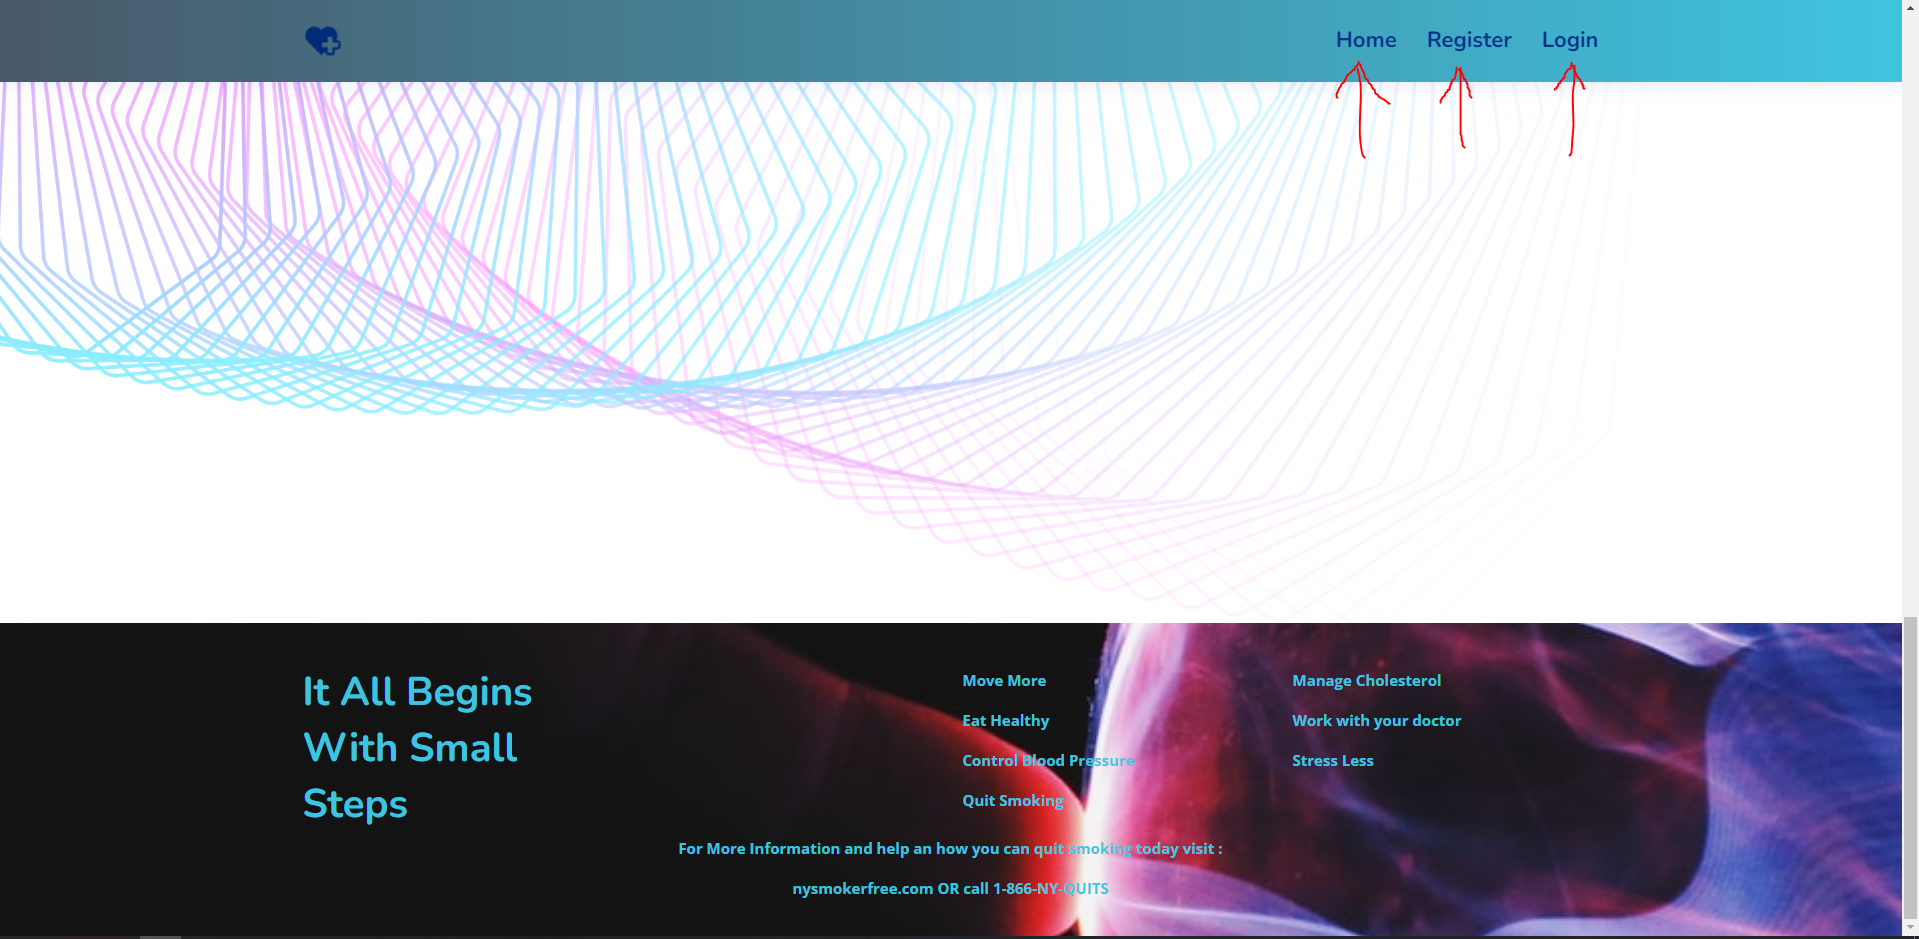 Home Register Login
It All Begins
With Small
Steps
Move More
Eat Healthy
Control Blood Pressure
Quit Smoking
Manage Cholesterol
Work with your doctor
Stress Less
For More Information and help an how you can quit smoking today visit :
nysmokerfree.com OR call 1-866-NY-QUITS